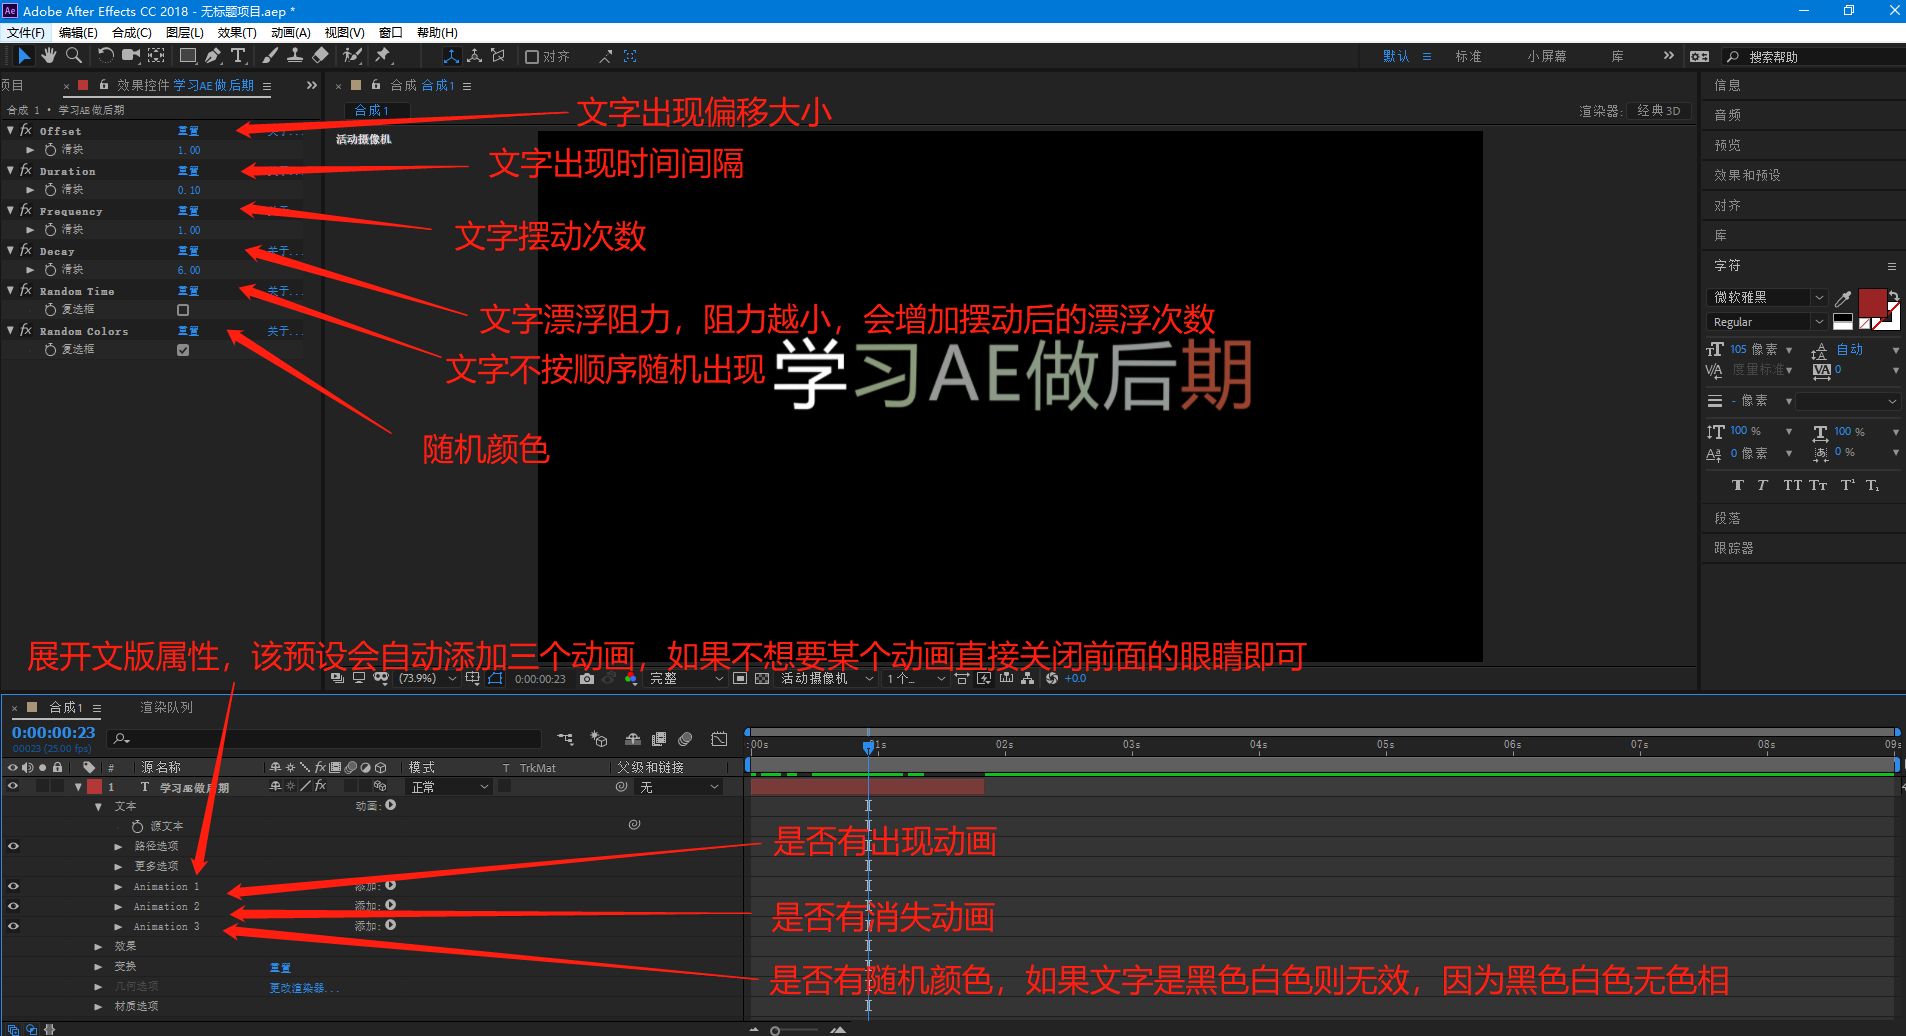 Ae Adobe After Effects CC 2018 - 无标题项目.aep *
文件(F) 编辑(E) 合成(C) 图层(L) 效果(T) 动画(A) 视图(V) 窗口 帮助(H)
对齐 默认 标准 小屏幕 库 » 搜索帮助
项目 × 效果控件 学习AE做后期 »
合成 1 • 学习AE做后期
× 合成 合成1
合成1
渲染器: 经典 3D
活动摄像机
fx Offset 重置 关于...
滑块 1.00
fx Duration 重置
滑块 0.10
fx Frequency 重置 关于
滑块 1.00
fx Decay 重置 关于...
滑块 6.00
fx Random Time 重置 关于...
复选框
fx Random Colors 重置 关于...
复选框
文字出现偏移大小
文字出现时间间隔
文字摆动次数
文字漂浮阻力，阻力越小，会增加摆动后的漂浮次数
文字不按顺序随机出现
随机颜色
学习AE做后期
信息
音频
预览
效果和预设
对齐
库
字符
微软雅黑
Regular
105 像素 自动
度量标准 0
- 像素
100 % 100 %
0 像素 0 %
T T TT Tt T¹ T₁
段落
跟踪器
展开文版属性，该预设会自动添加三个动画，如果不想要某个动画直接关闭前面的眼睛即可
(73.9%) 0:00:00:23 完整 活动摄像机 1个... +0.0
× 合成1 渲染队列
0:00:00:23
00023 (25.00 fps)
:00s 01s 02s 03s 04s 05s 06s 07s 08s 09s
# 源名称 fx 模式 T TrkMat 父级和链接
1 T 学习AE做后期 fx 正常 无
文本 动画:
源文本
路径选项
更多选项
Animation 1 添加:
Animation 2 添加:
Animation 3 添加:
效果
变换 重置
几何选项 更改渲染器...
材质选项
是否有出现动画
是否有消失动画
是否有随机颜色，如果文字是黑色白色则无效，因为黑色白色无色相